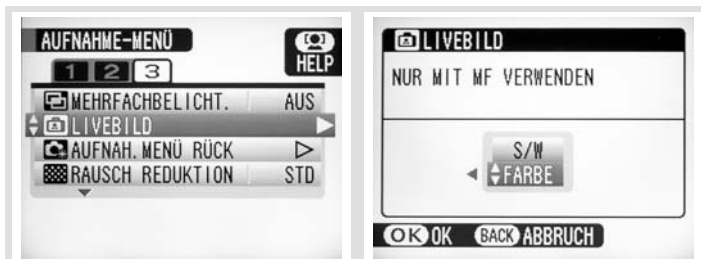 AUFNAHME-MENÜ
HELP
1 2 3
MEHRFACHBELICHT. AUS
LIVEBILD
AUFNAH. MENÜ RÜCK
RAUSCH REDUKTION STD
LIVEBILD
NUR MIT MF VERWENDEN
S/W
FARBE
OK OK BACK ABBRUCH